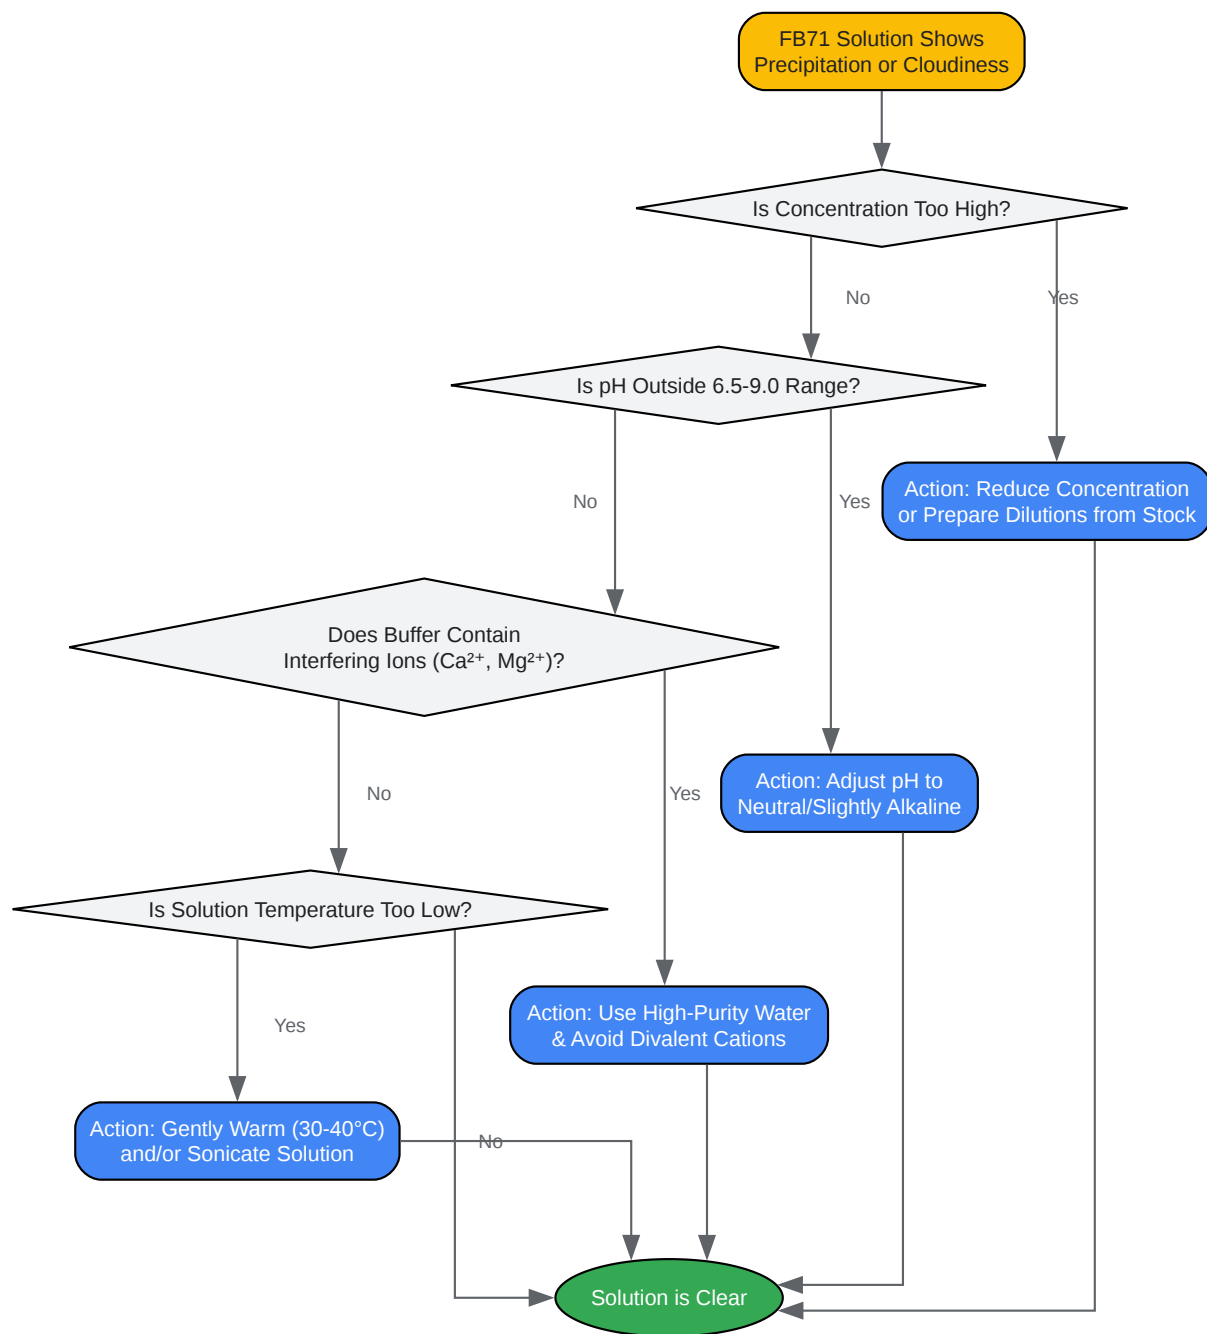 FB71 Solution Shows
Precipitation or Cloudiness
Is Concentration Too High?
No
Yes
Is pH Outside 6.5-9.0 Range?
No
Yes
Action: Reduce Concentration
or Prepare Dilutions from Stock
Does Buffer Contain
Interfering Ions (Ca²⁺, Mg²⁺)?
No
Yes
Action: Adjust pH to
Neutral/Slightly Alkaline
Is Solution Temperature Too Low?
Yes
Action: Use High-Purity Water
& Avoid Divalent Cations
Action: Gently Warm (30-40°C)
and/or Sonicate Solution
No
Solution is Clear